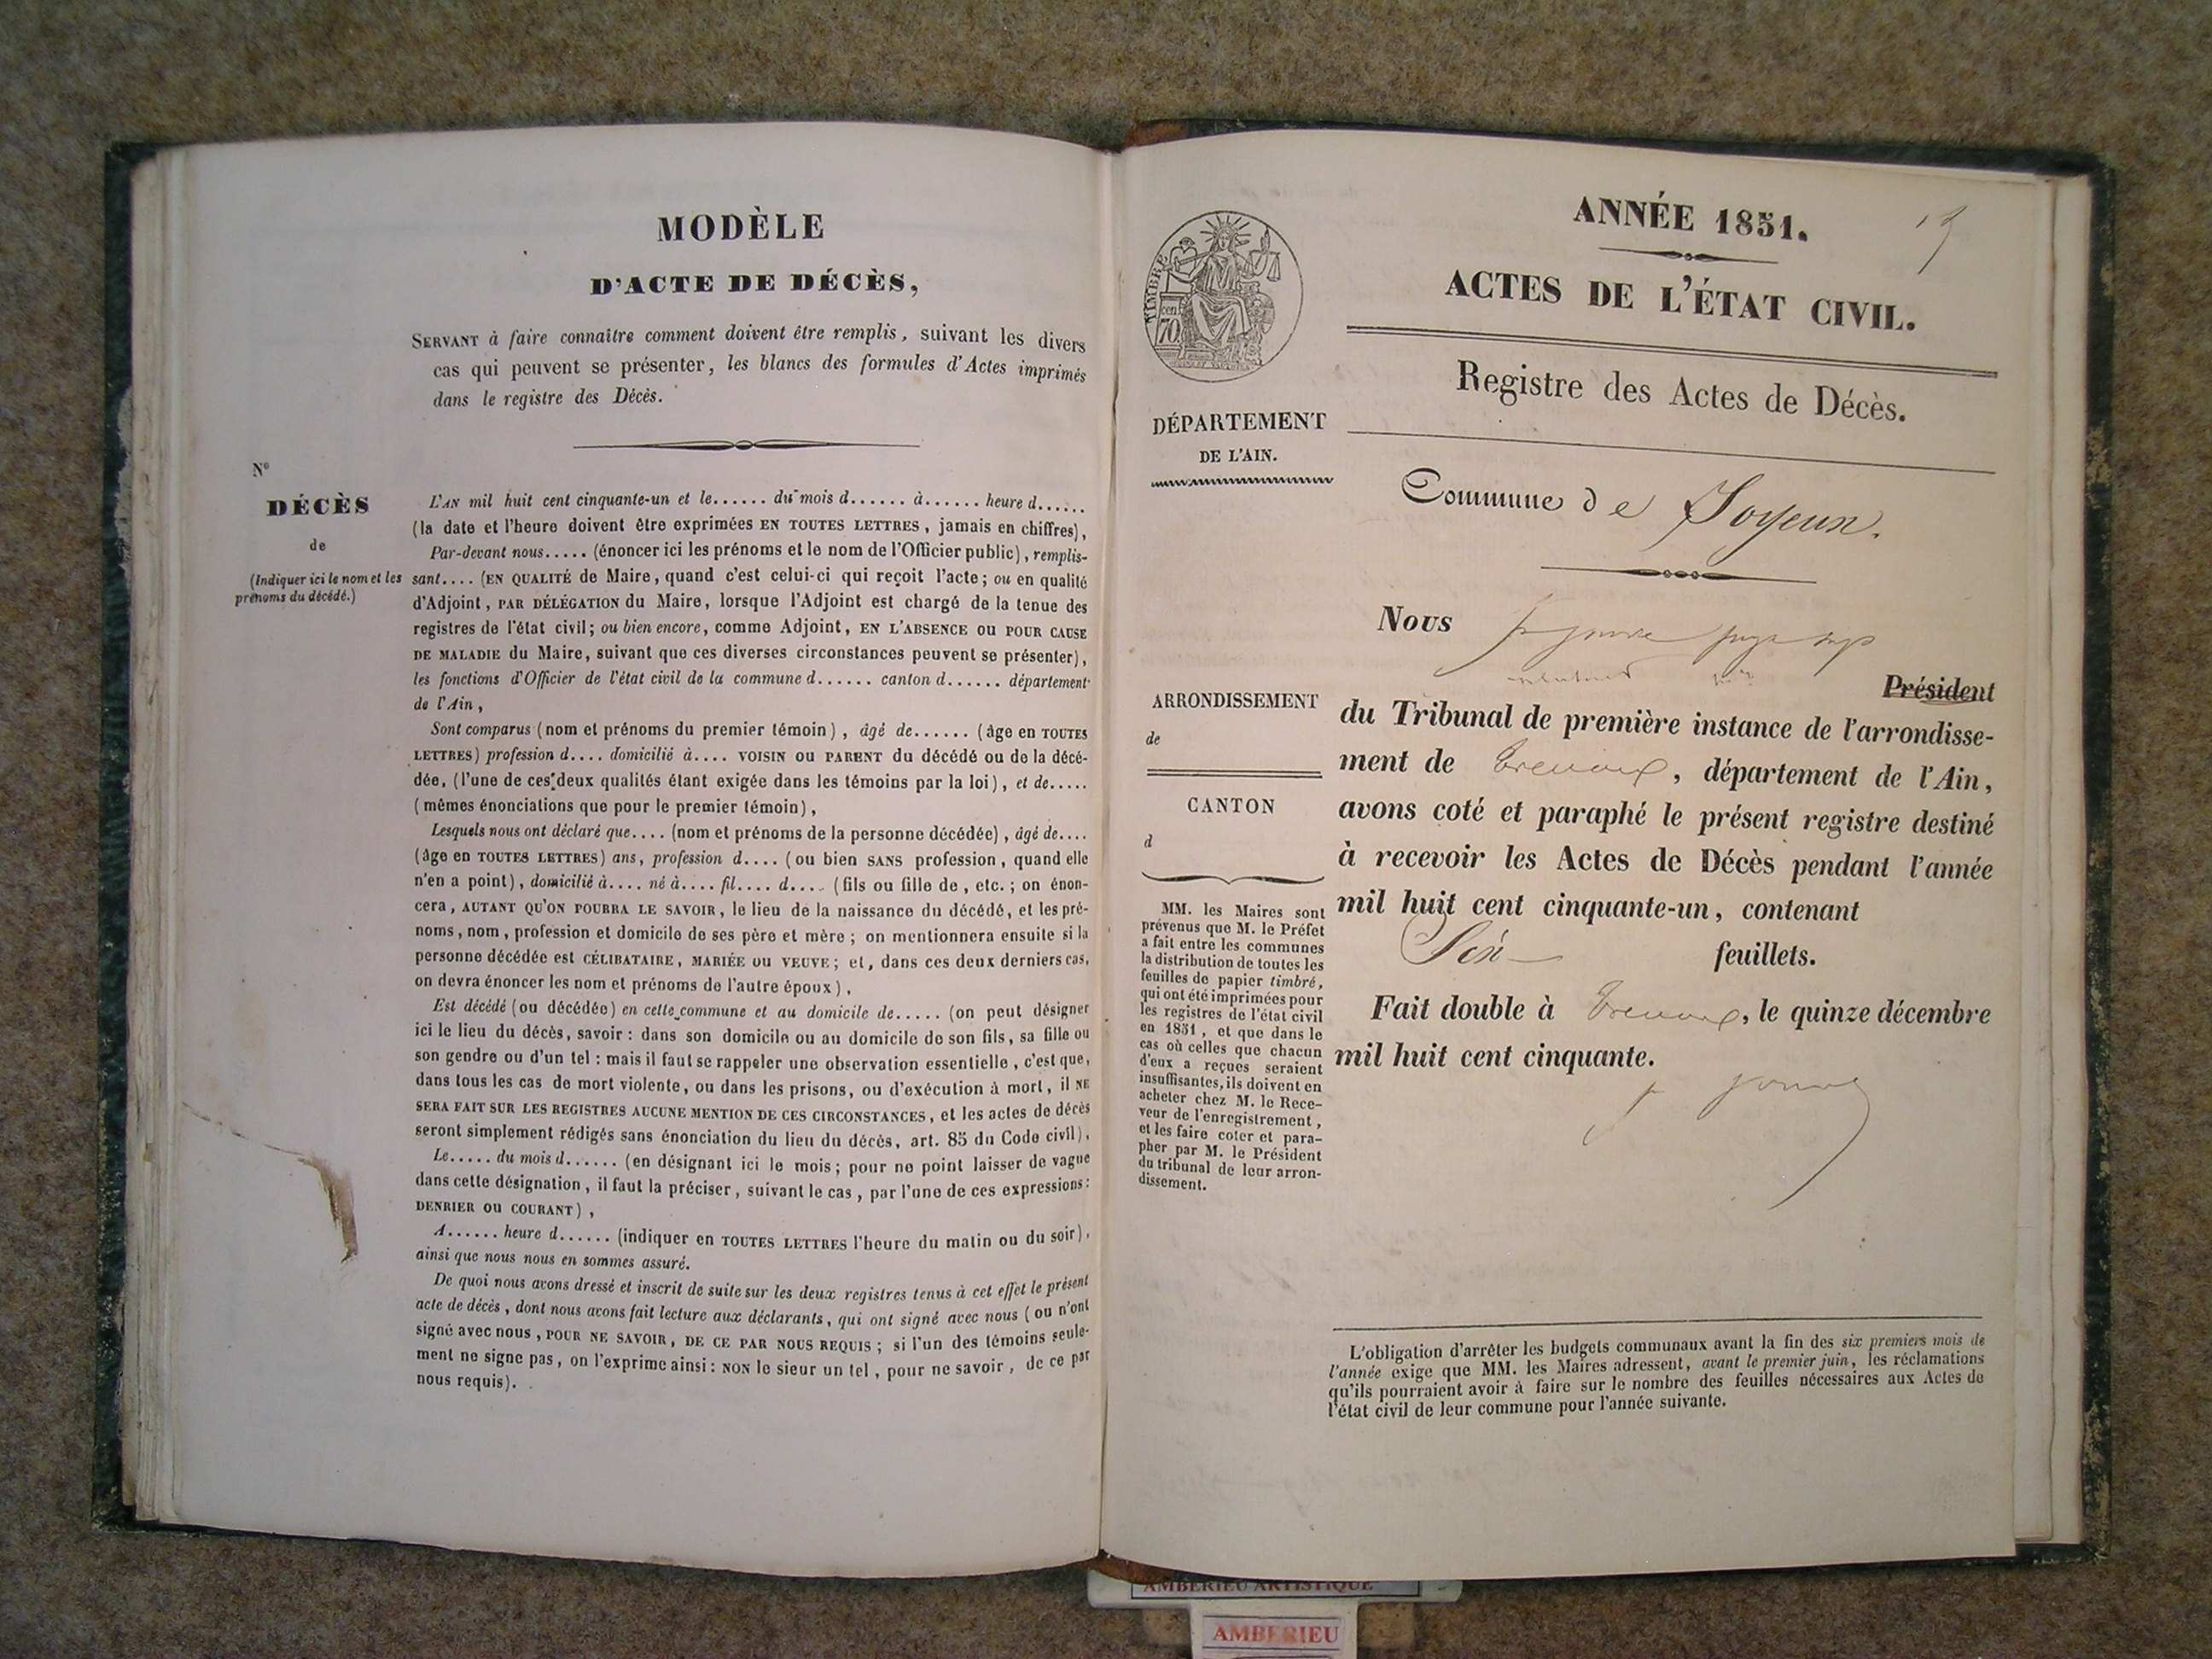 MODÈLE
D'ACTE DE DÉCÈS,
SERVANT à faire connaître comment doivent être remplis, suivant les divers
cas qui peuvent se présenter, les blancs des formules d'Actes imprimés
dans le registre des Décès.
N°
DÉCÈS
de
(Indiquer ici le nom et les
prénoms du décédé.)
L'AN mil huit cent cinquante-un et le...... du mois d...... à...... heure d......
(la date et l'heure doivent être exprimées EN TOUTES LETTRES, jamais en chiffres),
Par-devant nous..... (énoncer ici les prénoms et le nom de l'Officier public), remplis-
sant.... (EN QUALITÉ de Maire, quand c'est celui-ci qui reçoit l'acte; ou en qualité
d'Adjoint, PAR DÉLÉGATION du Maire, lorsque l'Adjoint est chargé de la tenue des
registres de l'état civil; ou bien encore, comme Adjoint, EN L'ABSENCE OU POUR CAUSE
DE MALADIE du Maire, suivant que ces diverses circonstances peuvent se présenter),
les fonctions d'Officier de l'état civil de la commune d...... canton d...... département
de l'Ain,
Sont comparus (nom et prénoms du premier témoin), âgé de...... (âge en TOUTES
LETTRES) profession d.... domicilié à.... VOISIN OU PARENT du décédé ou de la décé-
dée, (l'une de ces deux qualités étant exigée dans les témoins par la loi), et de.....
(mêmes énonciations que pour le premier témoin),
Lesquels nous ont déclaré que.... (nom et prénoms de la personne décédée), âgé de....
(âge en TOUTES LETTRES) ans, profession d.... (ou bien SANS profession, quand elle
n'en a point), domicilié à.... né à.... fil.... d.... (fils ou fille de, etc.; on énon-
cera, AUTANT QU'ON POURRA LE SAVOIR, le lieu de la naissance du décédé, et les pré-
noms, nom, profession et domicile de ses père et mère; on mentionnera ensuite si la
personne décédée est CÉLIBATAIRE, MARIÉE OU VEUVE; et, dans ces deux derniers cas,
on devra énoncer les nom et prénoms de l'autre époux),
Est décédé (ou décédée) en cette commune et au domicile de..... (on peut désigner
ici le lieu du décès, savoir: dans son domicile ou au domicile de son fils, sa fille ou
son gendre ou d'un tel: mais il faut se rappeler une observation essentielle, c'est que,
dans tous les cas de mort violente, ou dans les prisons, ou d'exécution à mort, il NE
SERA FAIT SUR LES REGISTRES AUCUNE MENTION DE CES CIRCONSTANCES, et les actes de décès
seront simplement rédigés sans énonciation du lieu du décès, art. 85 du Code civil),
Le..... du mois d...... (en désignant ici le mois; pour ne point laisser de vague
dans cette désignation, il faut la préciser, suivant le cas, par l'une de ces expressions:
DENRIER OU COURANT),
A...... heure d...... (indiquer en TOUTES LETTRES l'heure du matin ou du soir),
ainsi que nous nous en sommes assuré.
De quoi nous avons dressé et inscrit de suite sur les deux registres tenus à cet effet le présent
acte de décès, dont nous avons fait lecture aux déclarants, qui ont signé avec nous (ou n'ont
signé avec nous, POUR NE SAVOIR, DE CE PAR NOUS REQUIS; si l'un des témoins seule-
ment ne signe pas, on l'exprime ainsi: NON le sieur un tel, pour ne savoir, de ce par
nous requis).
TIMBRE
cen.
70
DÉPARTEMENT
DE L'AIN.
ARRONDISSEMENT
de
CANTON
d
MM. les Maires sont
prévenus que M. le Préfet
a fait entre les communes
la distribution de toutes les
feuilles de papier timbré,
qui ont été imprimées pour
les registres de l'état civil
en 1851, et que dans le
cas où celles que chacun
d'eux a reçues seraient
insuffisantes, ils doivent en
acheter chez M. le Rece-
veur de l'enregistrement,
et les faire coter et para-
pher par M. le Président
du tribunal de leur arron-
dissement.
ANNÉE 1851.
ACTES DE L'ÉTAT CIVIL.
Registre des Actes de Décès.
Commune de Joyeux.
Nous
Président
du Tribunal de première instance de l'arrondisse-
ment de Trevoux, département de l'Ain,
avons coté et paraphé le présent registre destiné
à recevoir les Actes de Décès pendant l'année
mil huit cent cinquante-un, contenant
feuillets.
Fait double à Trevoux, le quinze décembre
mil huit cent cinquante.
L'obligation d'arrêter les budgets communaux avant la fin des six premiers mois de
l'année exige que MM. les Maires adressent, avant le premier juin, les réclamations
qu'ils pourraient avoir à faire sur le nombre des feuilles nécessaires aux Actes de
l'état civil de leur commune pour l'année suivante.
AMBERIEU ARTISTIQUE
AMBERIEU